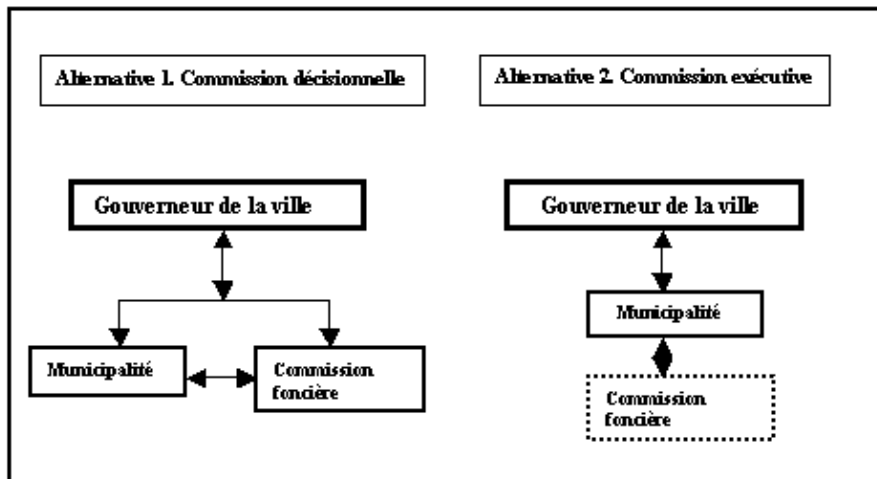 Alternative 1. Commission décisionnelle
Alternative 2. Commission exécutive
Gouverneur de la ville
Gouverneur de la ville
Municipalité
Commission
foncière
Municipalité
Commission
foncière